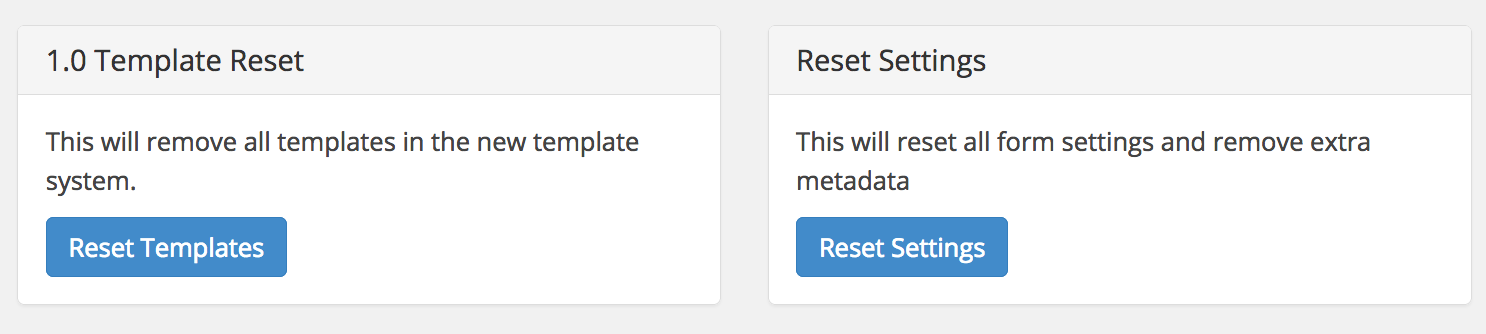 1.0 Template Reset
This will remove all templates in the new template
system.
Reset Templates
Reset Settings
This will reset all form settings and remove extra
metadata
Reset Settings